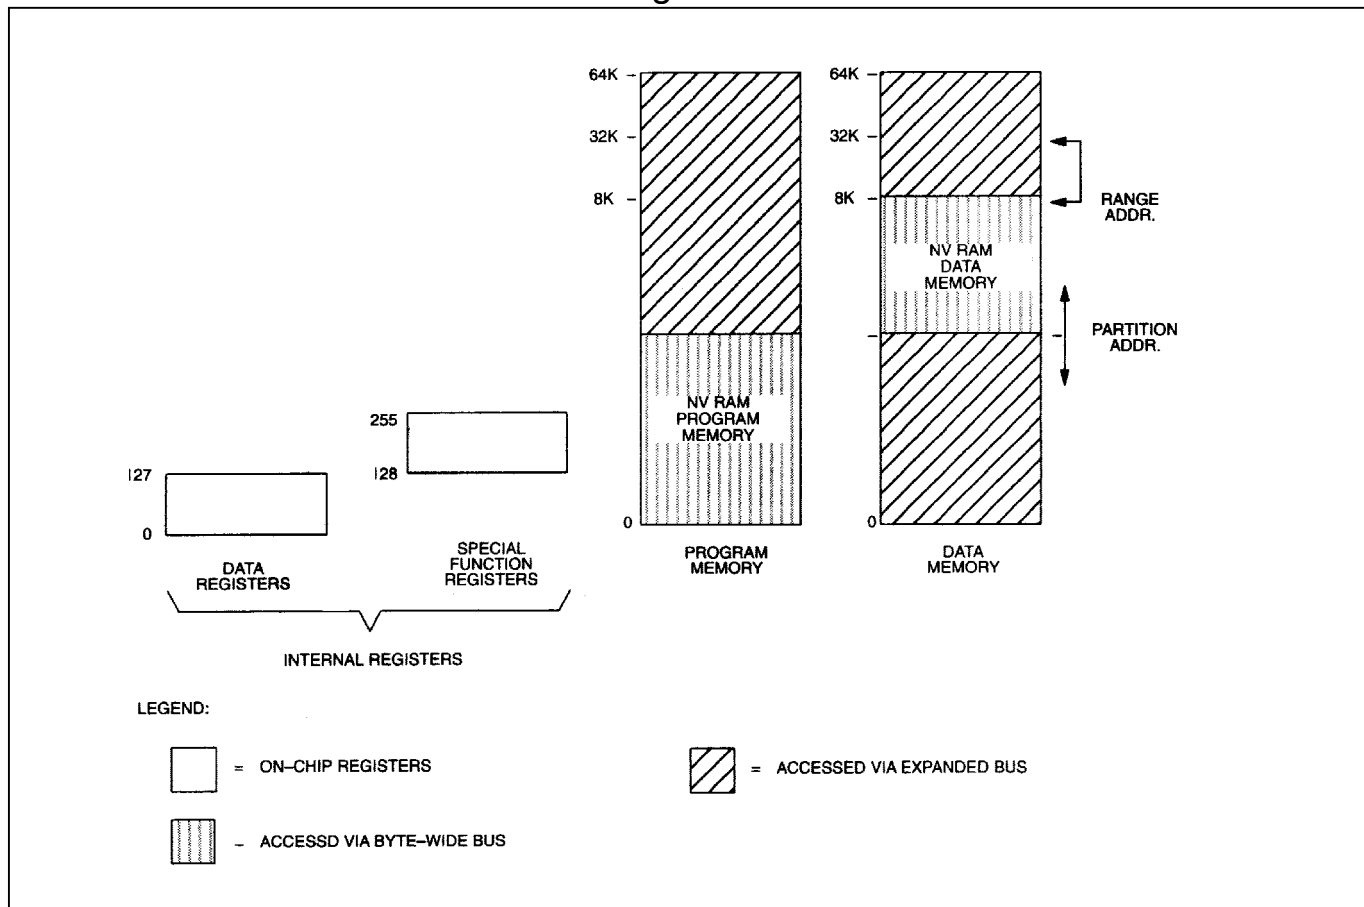 64K
32K
8K
0
NV RAM
PROGRAM
MEMORY
PROGRAM
MEMORY
64K
32K
8K
0
NV RAM
DATA
MEMORY
DATA
MEMORY
RANGE
ADDR.
PARTITION
ADDR.
127
0
DATA
REGISTERS
255
128
SPECIAL
FUNCTION
REGISTERS
INTERNAL REGISTERS
LEGEND:
= ON–CHIP REGISTERS
= ACCESSED VIA EXPANDED BUS
– ACCESSD VIA BYTE–WIDE BUS